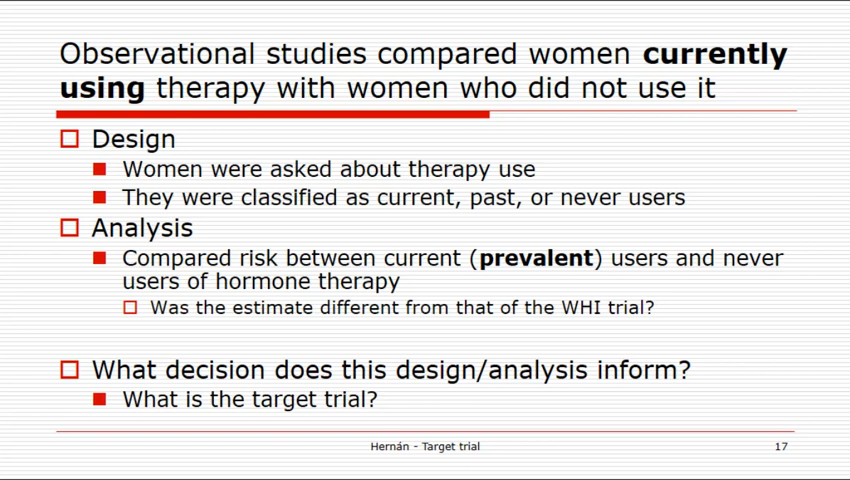 Observational studies compared women currently
using therapy with women who did not use it
Design
Women were asked about therapy use
They were classified as current, past, or never users
Analysis
Compared risk between current (prevalent) users and never
users of hormone therapy
Was the estimate different from that of the WHI trial?
What decision does this design/analysis inform?
What is the target trial?
Hernán - Target trial
17